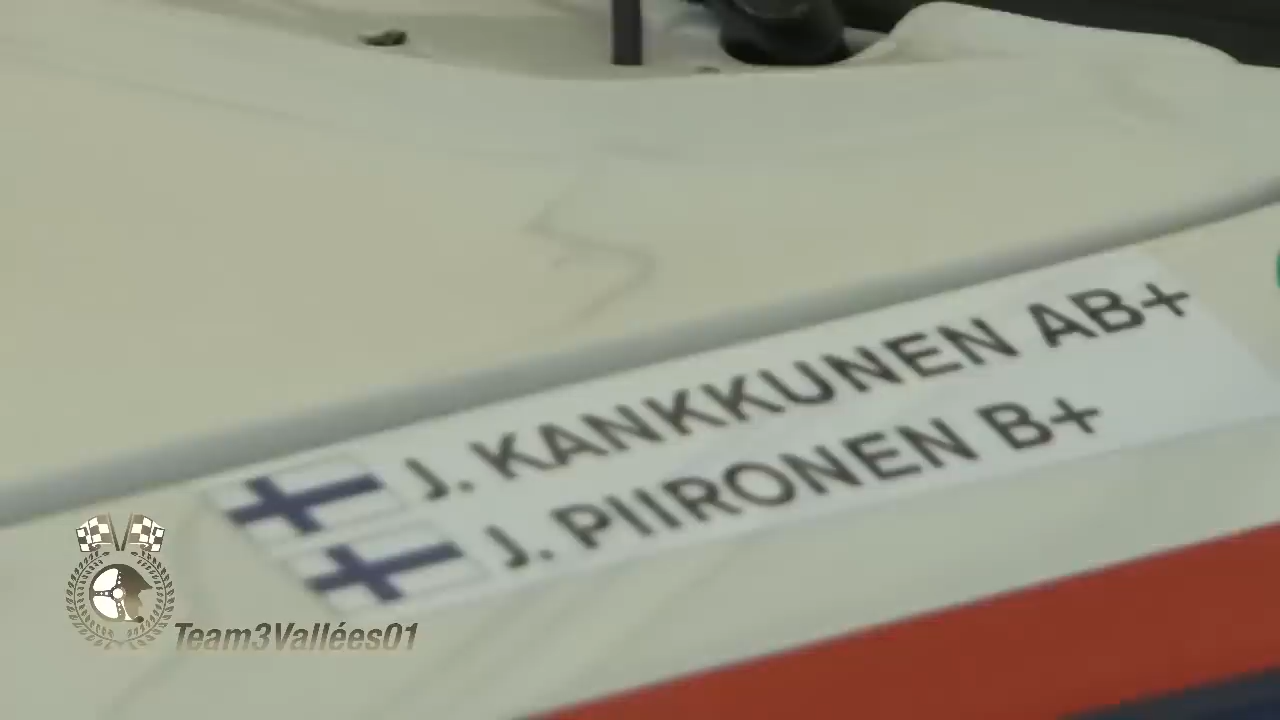 J. KANKKUNEN AB+
J. PIIRONEN B+
Team3Vallées01